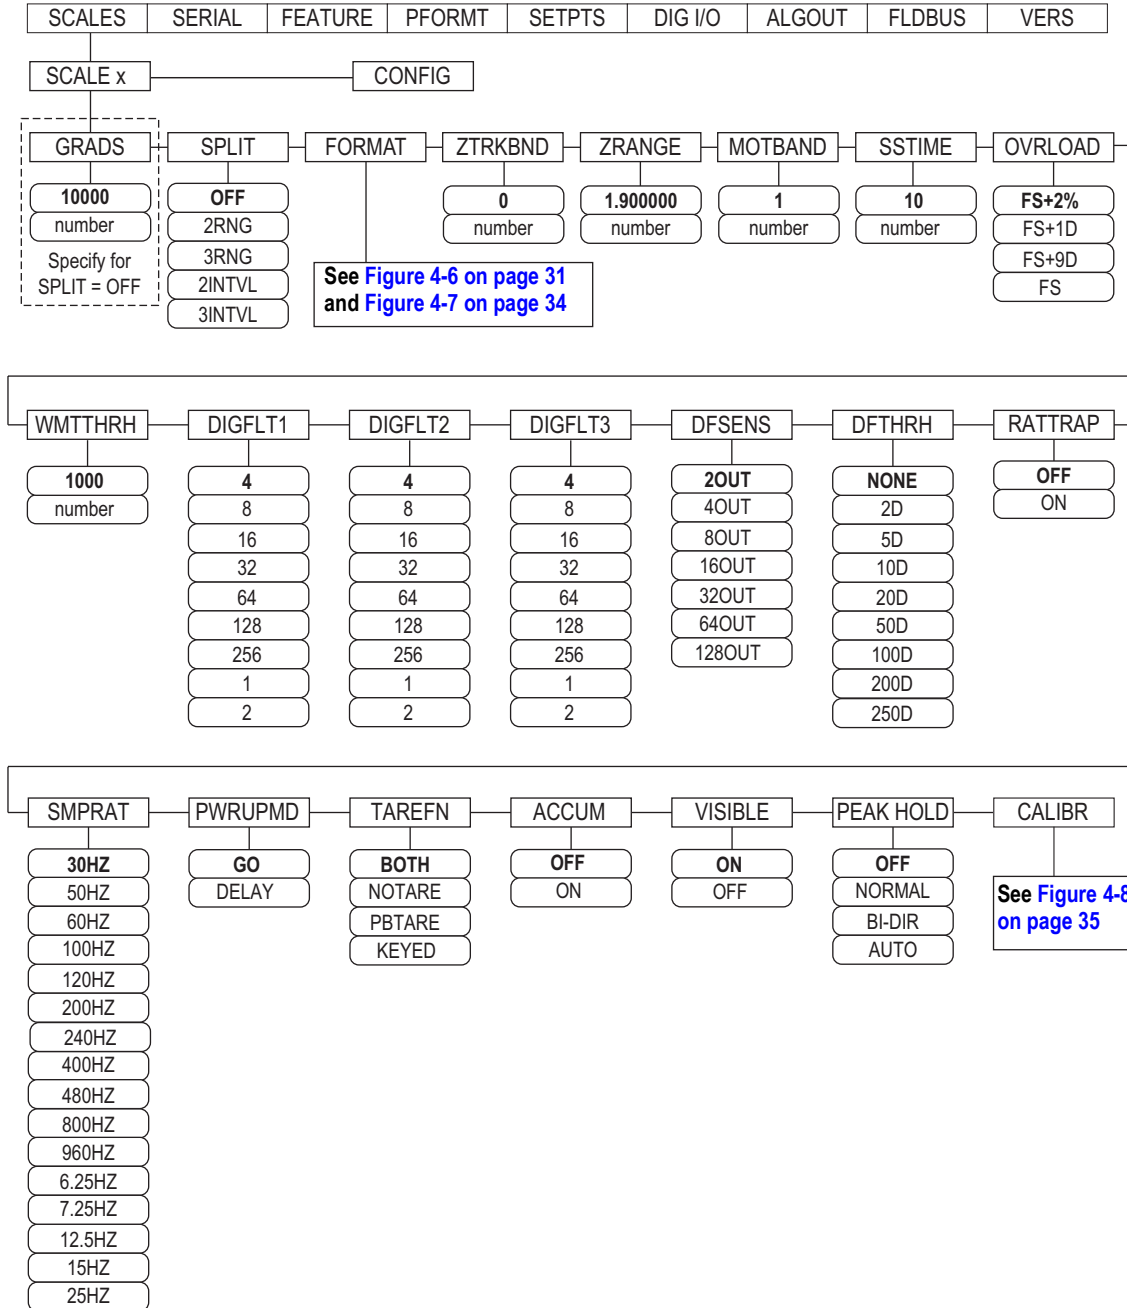 SCALES SERIAL FEATURE PFORMT SETPTS DIG I/O ALGOUT FLDBUS VERS
SCALE x CONFIG
GRADS SPLIT FORMAT ZTRKBND ZRANGE MOTBAND SSTIME OVRLOAD
10000
number
Specify for
SPLIT = OFF
OFF
2RNG
3RNG
2INTVL
3INTVL
See Figure 4-6 on page 31
and Figure 4-7 on page 34
0
number
1.900000
number
1
number
10
number
FS+2%
FS+1D
FS+9D
FS
WMTTHRH DIGFLT1 DIGFLT2 DIGFLT3 DFSENS DFTHRH RATTRAP
1000
number
4
8
16
32
64
128
256
1
2
4
8
16
32
64
128
256
1
2
4
8
16
32
64
128
256
1
2
2OUT
4OUT
8OUT
16OUT
32OUT
64OUT
128OUT
NONE
2D
5D
10D
20D
50D
100D
200D
250D
OFF
ON
SMPRAT PWRUPMD TAREFN ACCUM VISIBLE PEAK HOLD CALIBR
30HZ
50HZ
60HZ
100HZ
120HZ
200HZ
240HZ
400HZ
480HZ
800HZ
960HZ
6.25HZ
7.25HZ
12.5HZ
15HZ
25HZ
GO
DELAY
BOTH
NOTARE
PBTARE
KEYED
OFF
ON
ON
OFF
OFF
NORMAL
BI-DIR
AUTO
See Figure 4-8
on page 35